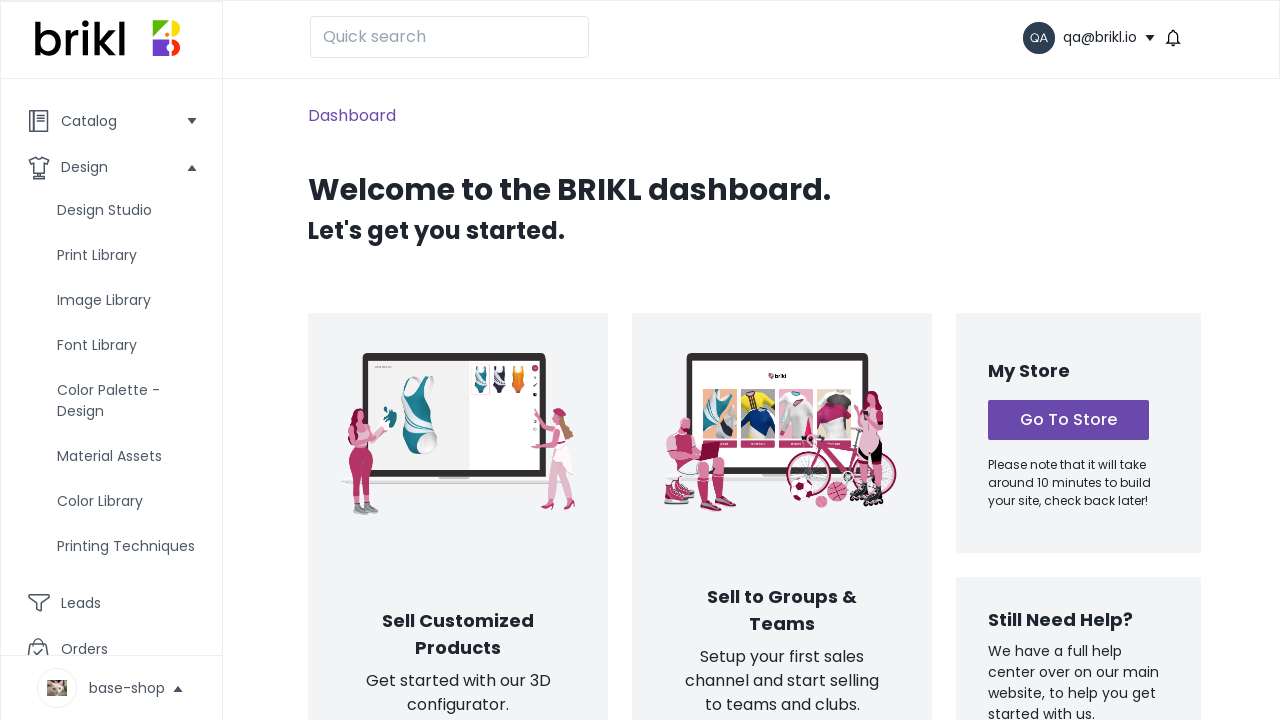 brikl
Quick search
QA
qa@brikl.io
Catalog
Design
Design Studio
Print Library
Image Library
Font Library
Color Palette -
Design
Material Assets
Color Library
Printing Techniques
Leads
Orders
base-shop
Dashboard
Welcome to the BRIKL dashboard.
Let's get you started.
Sell Customized
Products
Get started with our 3D
configurator.
brikl
Sell to Groups &
Teams
Setup your first sales
channel and start selling
to teams and clubs.
My Store
Go To Store
Please note that it will take
around 10 minutes to build
your site, check back later!
Still Need Help?
We have a full help
center over on our main
website, to help you get
started with us.